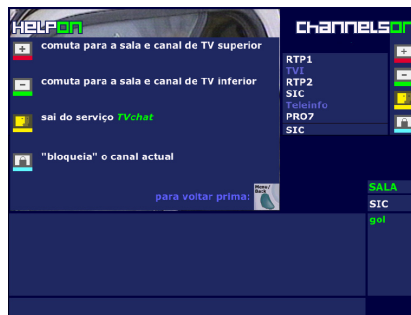 HELPON
comuta para a sala e canal de TV superior
comuta para a sala e canal de TV inferior
sai do serviço TVchat
"bloqueia" o canal actual
para voltar prima:
Menu/
Back
channelson
RTP1
TVI
RTP2
SIC
Teleinfo
PRO7
SIC
SALA
SIC
gol